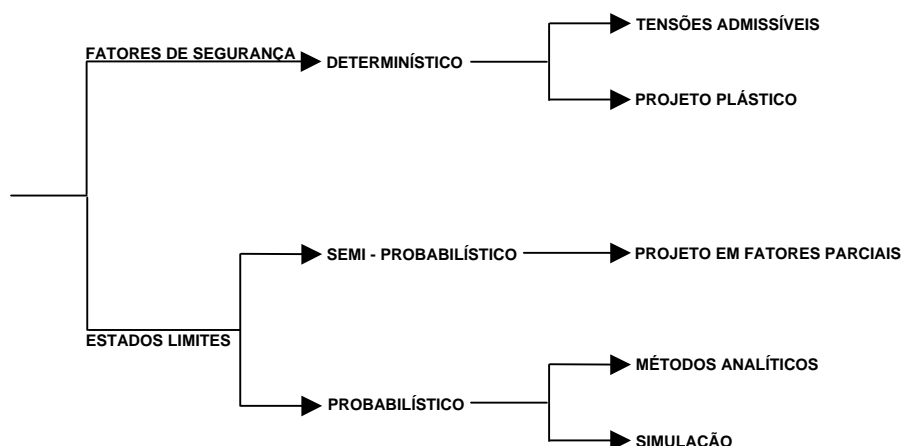 TENSÕES ADMISSÍVEIS
FATORES DE SEGURANÇA
DETERMINÍSTICO
PROJETO PLÁSTICO
SEMI - PROBABILÍSTICO
PROJETO EM FATORES PARCIAIS
ESTADOS LIMITES
MÉTODOS ANALÍTICOS
PROBABILÍSTICO
SIMULAÇÃO